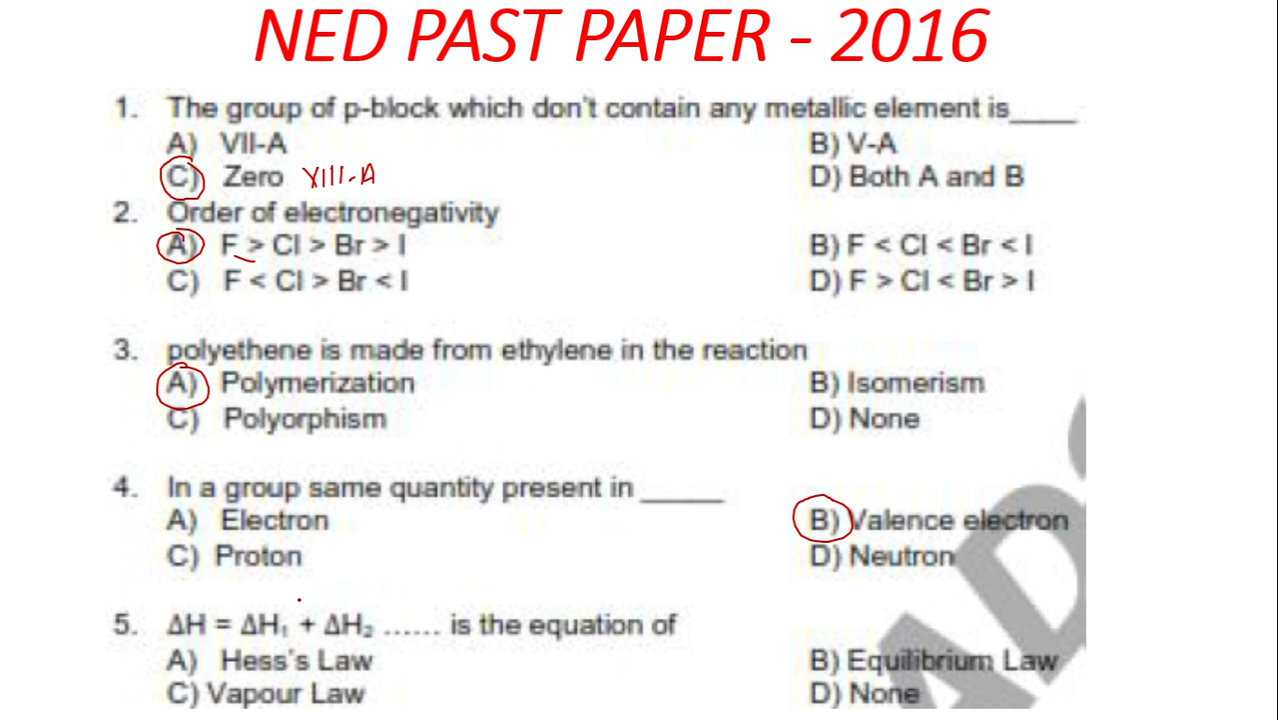 NED PAST PAPER - 2016
1. The group of p-block which don't contain any metallic element is_____
A) VII-A B) V-A
C) Zero XIII-A D) Both A and B
2. Order of electronegativity
A) F > Cl > Br > I B) F < Cl < Br < I
C) F < Cl > Br < I D) F > Cl < Br > I
3. polyethene is made from ethylene in the reaction
A) Polymerization B) Isomerism
C) Polyorphism D) None
4. In a group same quantity present in ______
A) Electron B) Valence electron
C) Proton D) Neutron
5. ΔH = ΔH₁ + ΔH₂ ...... is the equation of
A) Hess's Law B) Equilibrium Law
C) Vapour Law D) None